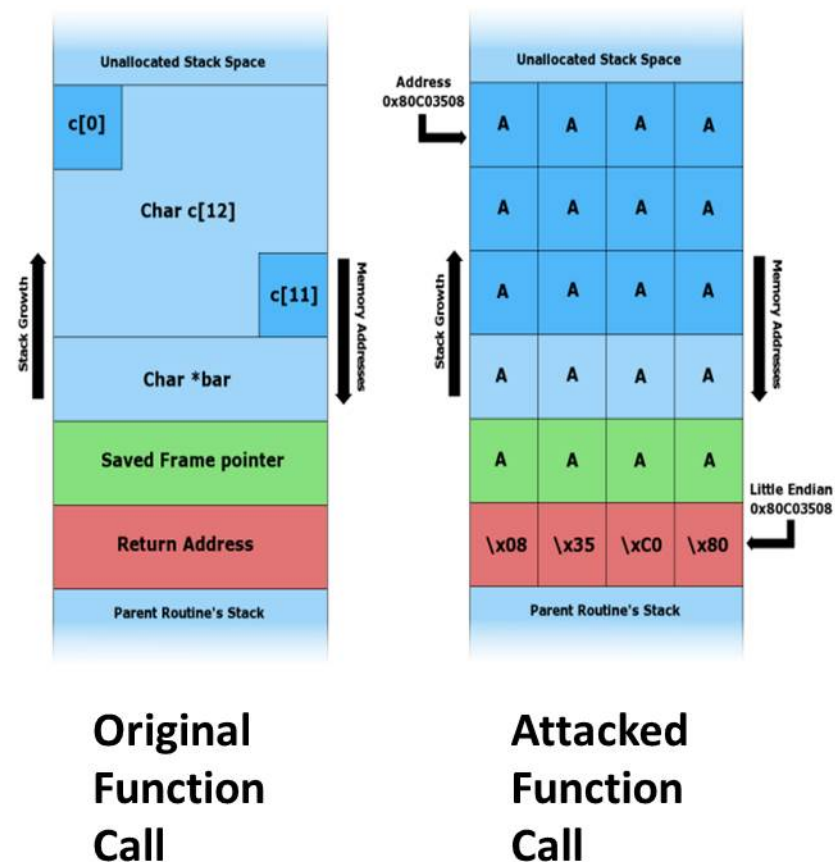 Unallocated Stack Space
c[0]
Char c[12]
c[11]
Stack Growth
Memory Addresses
Char *bar
Saved Frame pointer
Return Address
Parent Routine's Stack
Original
Function
Call
Unallocated Stack Space
Address
0x80C03508
A A A A
A A A A
A A A A
Stack Growth
Memory Addresses
A A A A
A A A A
Little Endian
0x80C03508
\x08 \x35 \xC0 \x80
Parent Routine's Stack
Attacked
Function
Call